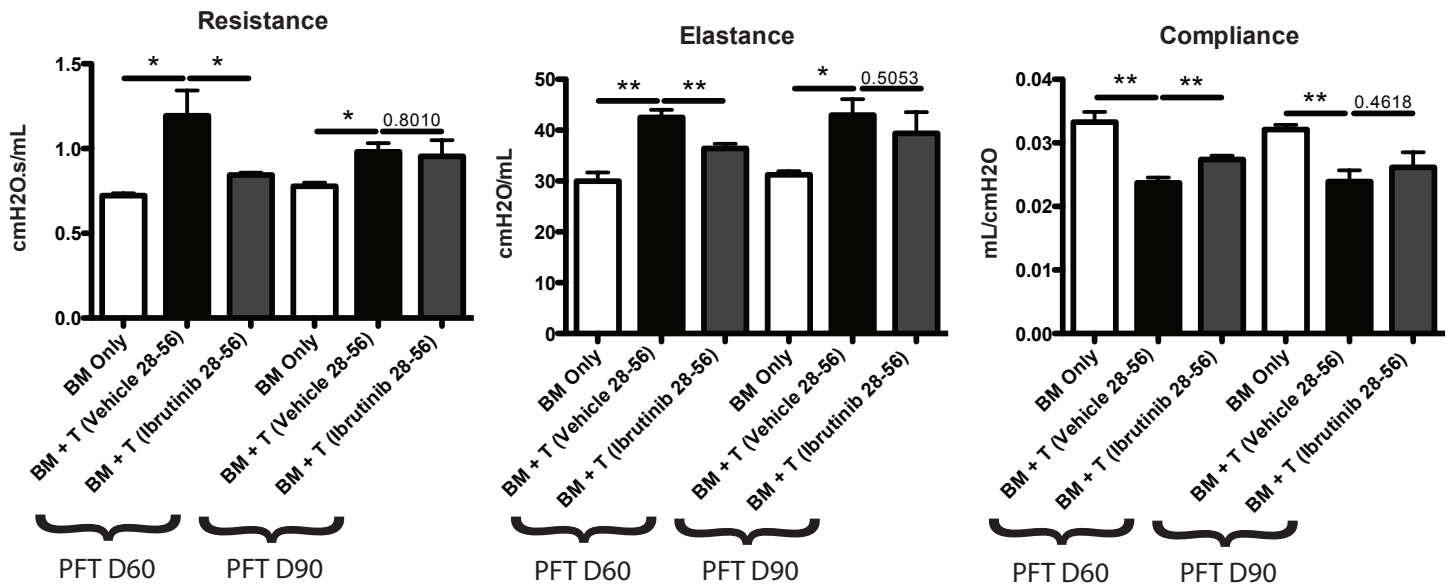 Resistance
cmH2O.s/mL
1.5
1.0
0.5
0.0
*
*
*
0.8010
BM Only
BM + T (Vehicle 28-56)
BM + T (Ibrutinib 28-56)
BM Only
BM + T (Vehicle 28-56)
BM + T (Ibrutinib 28-56)
PFT D60
PFT D90
Elastance
cmH2O/mL
50
40
30
20
10
0
**
**
*
0.5053
BM Only
BM + T (Vehicle 28-56)
BM + T (Ibrutinib 28-56)
BM Only
BM + T (Vehicle 28-56)
BM + T (Ibrutinib 28-56)
PFT D60
PFT D90
Compliance
mL/cmH2O
0.04
0.03
0.02
0.01
0.00
**
**
**
0.4618
BM Only
BM + T (Vehicle 28-56)
BM + T (Ibrutinib 28-56)
BM Only
BM + T (Vehicle 28-56)
BM + T (Ibrutinib 28-56)
PFT D60
PFT D90